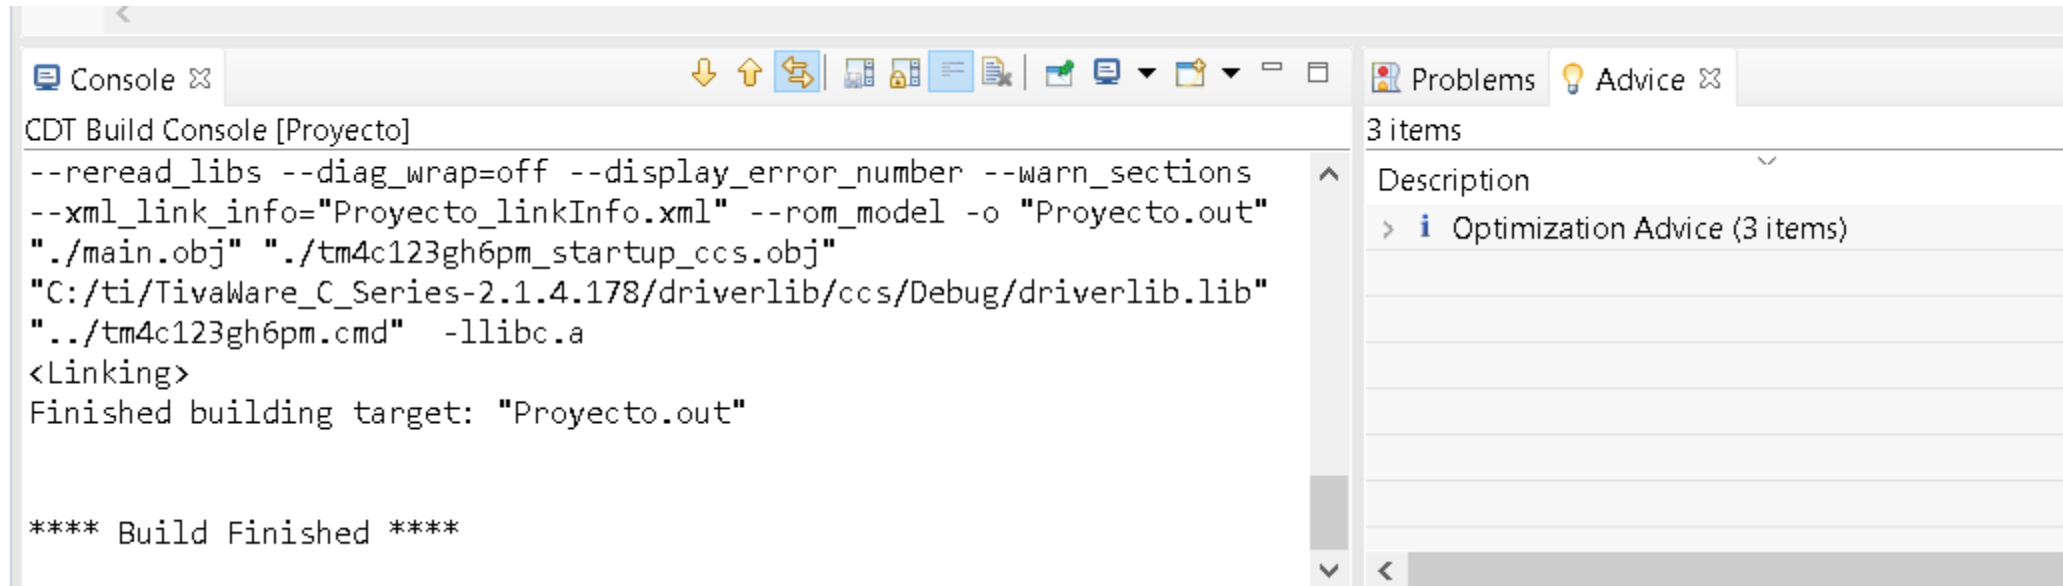 Console
CDT Build Console [Proyecto]
--reread_libs --diag_wrap=off --display_error_number --warn_sections
--xml_link_info="Proyecto_linkInfo.xml" --rom_model -o "Proyecto.out"
"./main.obj" "./tm4c123gh6pm_startup_ccs.obj"
"C:/ti/TivaWare_C_Series-2.1.4.178/driverlib/ccs/Debug/driverlib.lib"
"../tm4c123gh6pm.cmd"  -llibc.a
<Linking>
Finished building target: "Proyecto.out"
**** Build Finished ****
Problems
Advice
3 items
Description
i Optimization Advice (3 items)